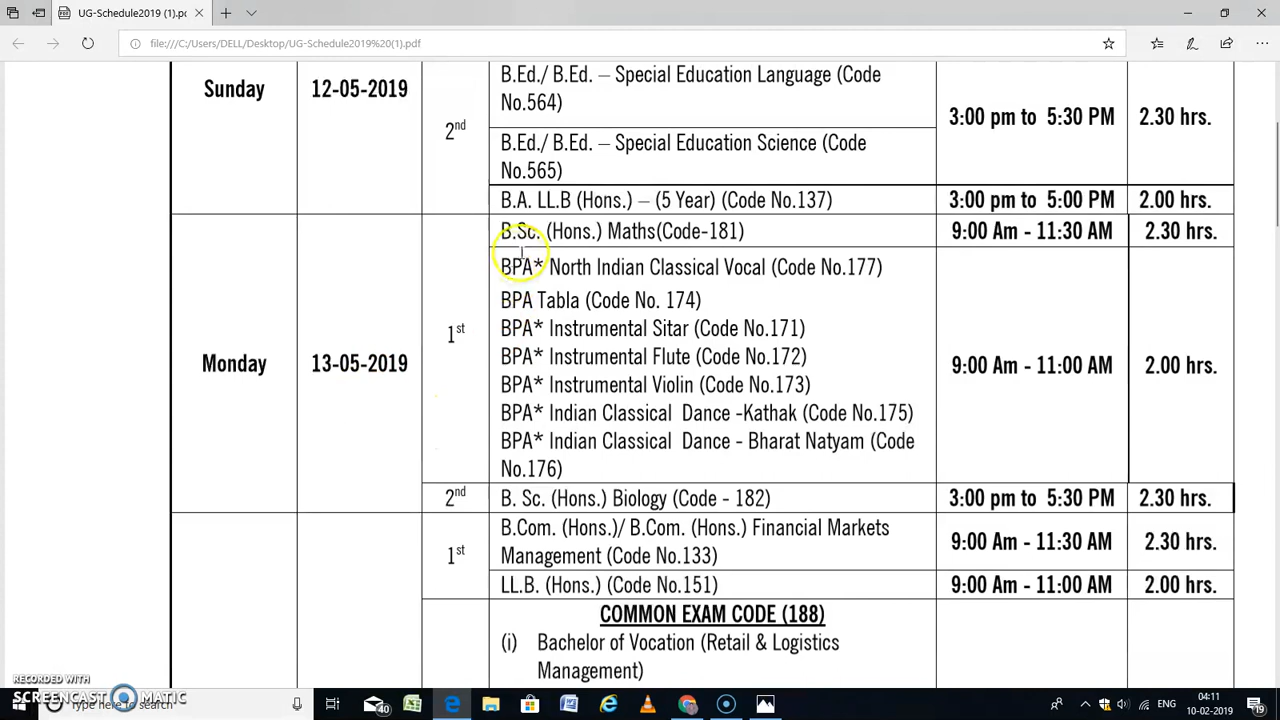 UG-Schedule2019 (1).pc
file:///C:/Users/DELL/Desktop/UG-Schedule2019%20(1).pdf
Sunday
12-05-2019
2nd
B.Ed./ B.Ed. – Special Education Language (Code
No.564)
B.Ed./ B.Ed. – Special Education Science (Code
No.565)
3:00 pm to 5:30 PM
2.30 hrs.
B.A. LL.B (Hons.) – (5 Year) (Code No.137)
3:00 pm to 5:00 PM
2.00 hrs.
Monday
13-05-2019
1st
B.Sc. (Hons.) Maths(Code-181)
9:00 Am - 11:30 AM
2.30 hrs.
BPA* North Indian Classical Vocal (Code No.177)
BPA Tabla (Code No. 174)
BPA* Instrumental Sitar (Code No.171)
BPA* Instrumental Flute (Code No.172)
BPA* Instrumental Violin (Code No.173)
BPA* Indian Classical Dance -Kathak (Code No.175)
BPA* Indian Classical Dance - Bharat Natyam (Code
No.176)
9:00 Am - 11:00 AM
2.00 hrs.
2nd
B. Sc. (Hons.) Biology (Code - 182)
3:00 pm to 5:30 PM
2.30 hrs.
1st
B.Com. (Hons.)/ B.Com. (Hons.) Financial Markets
Management (Code No.133)
9:00 Am - 11:30 AM
2.30 hrs.
LL.B. (Hons.) (Code No.151)
9:00 Am - 11:00 AM
2.00 hrs.
COMMON EXAM CODE (188)
(i) Bachelor of Vocation (Retail & Logistics
Management)
RECORDED WITH
SCREENCAST MATIC
Type here to search
40
ENG
04:11
10-02-2019
19